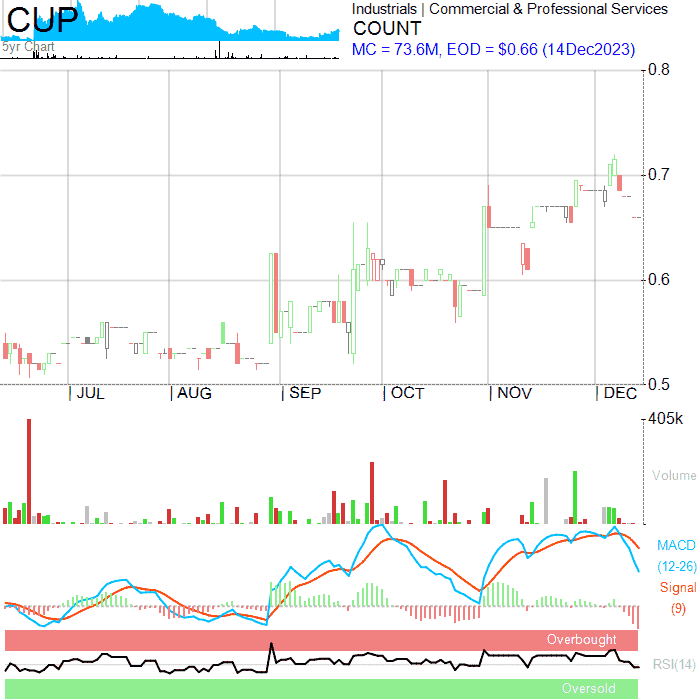 CUP
5yr Chart
Industrials | Commercial & Professional Services
COUNT
MC = 73.6M, EOD = $0.66 (14Dec2023)
0.8
0.7
0.6
0.5
JUL
AUG
SEP
OCT
NOV
DEC
405k
Volume
MACD
(12-26)
Signal
(9)
Overbought
RSI(14)
Oversold